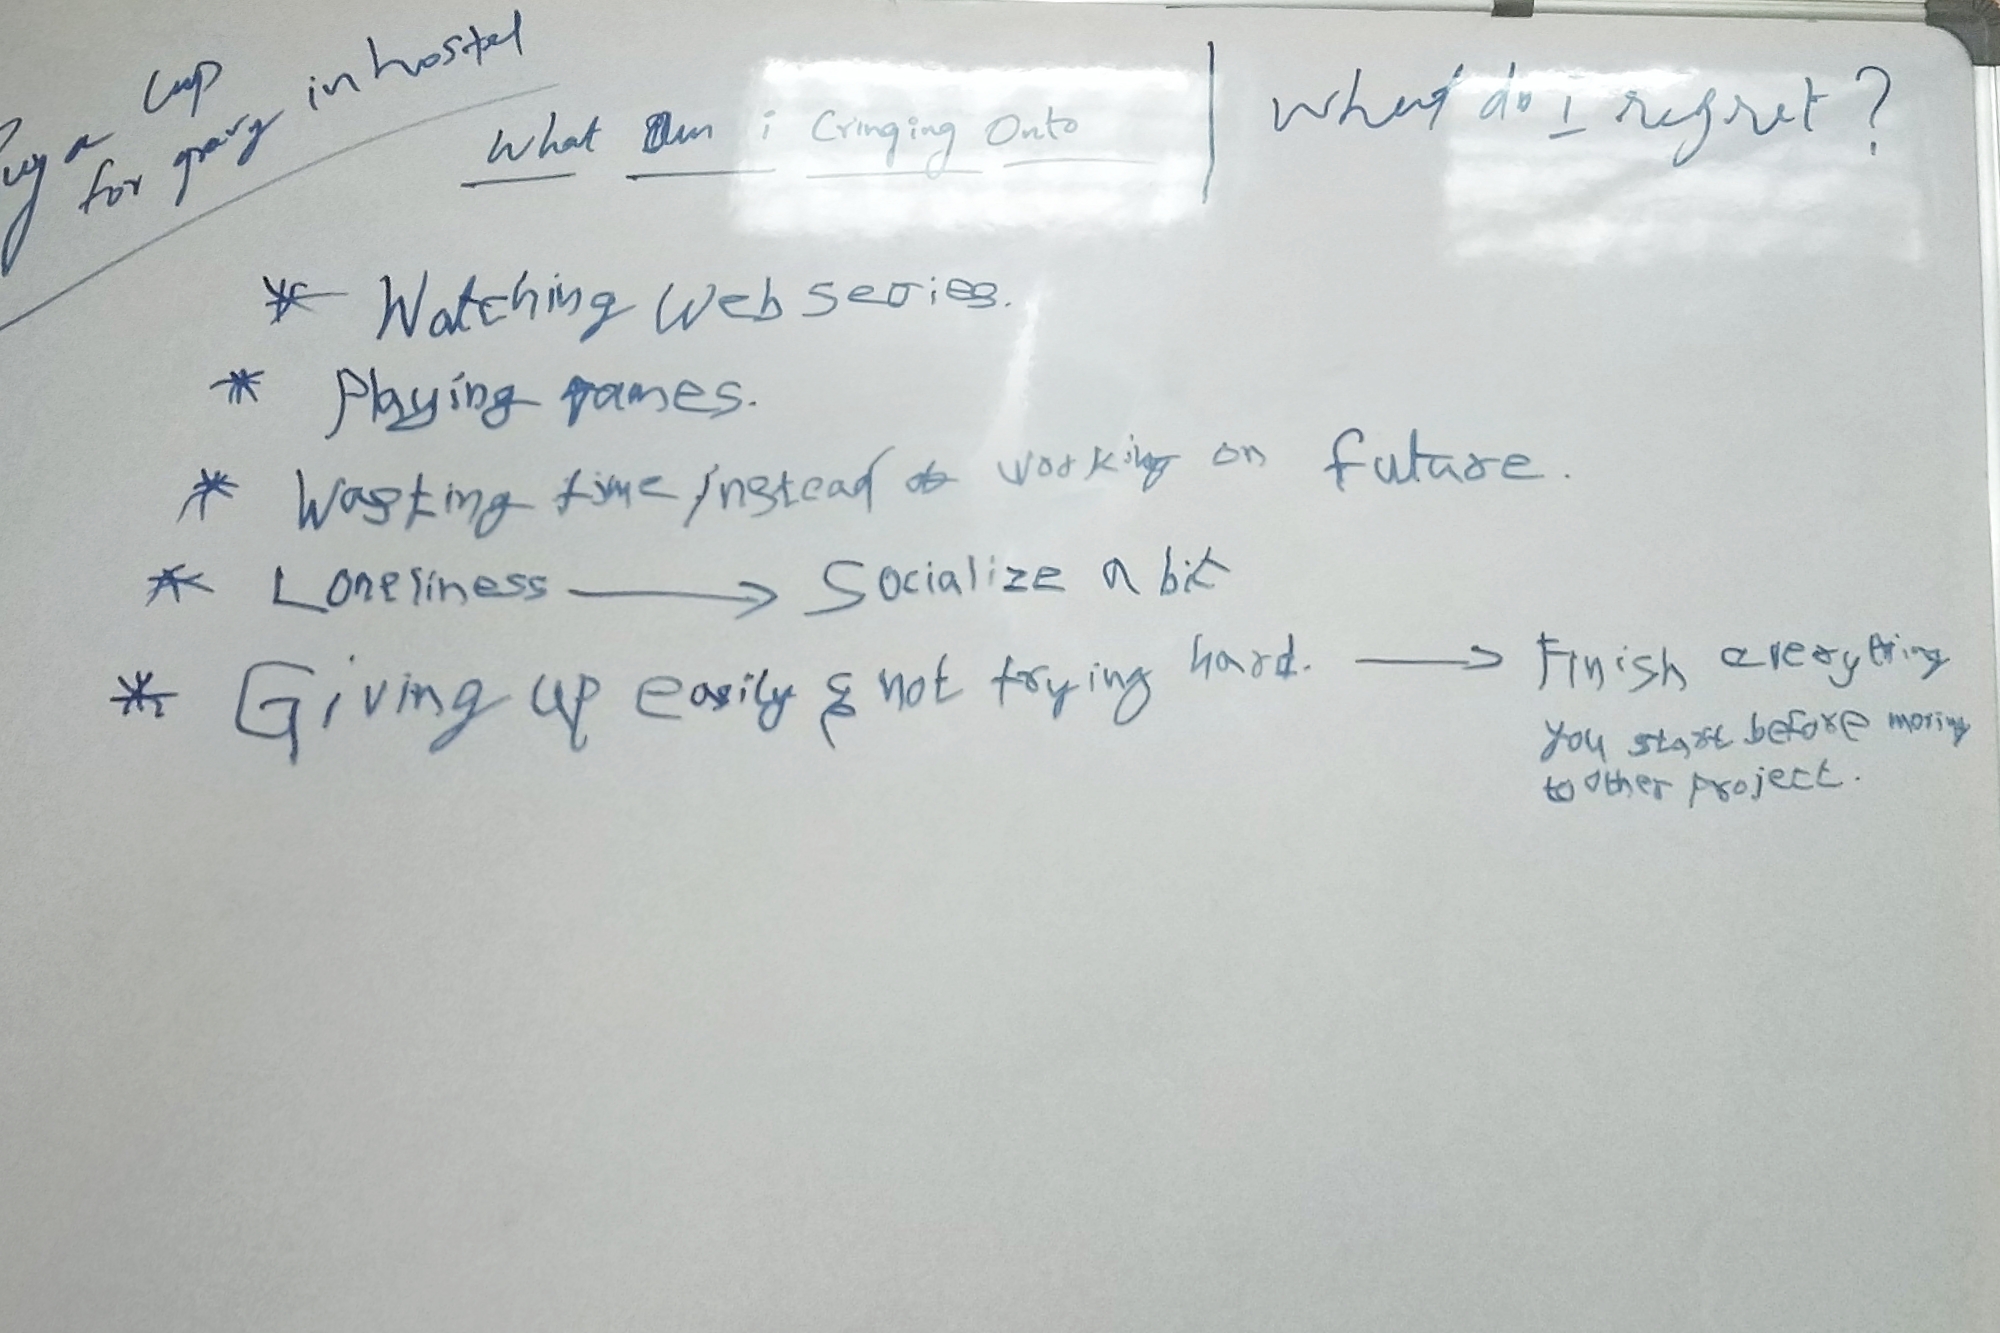 a cup
for gravy in hostel
What Am i Cringing Onto
What do I regret?
* Watching Web series.
* Playing games.
* Wasting time instead of working on future.
* Loneliness → Socialize a bit
* Giving up easily & not trying hard. → Finish everything
you start before moving
to other project.